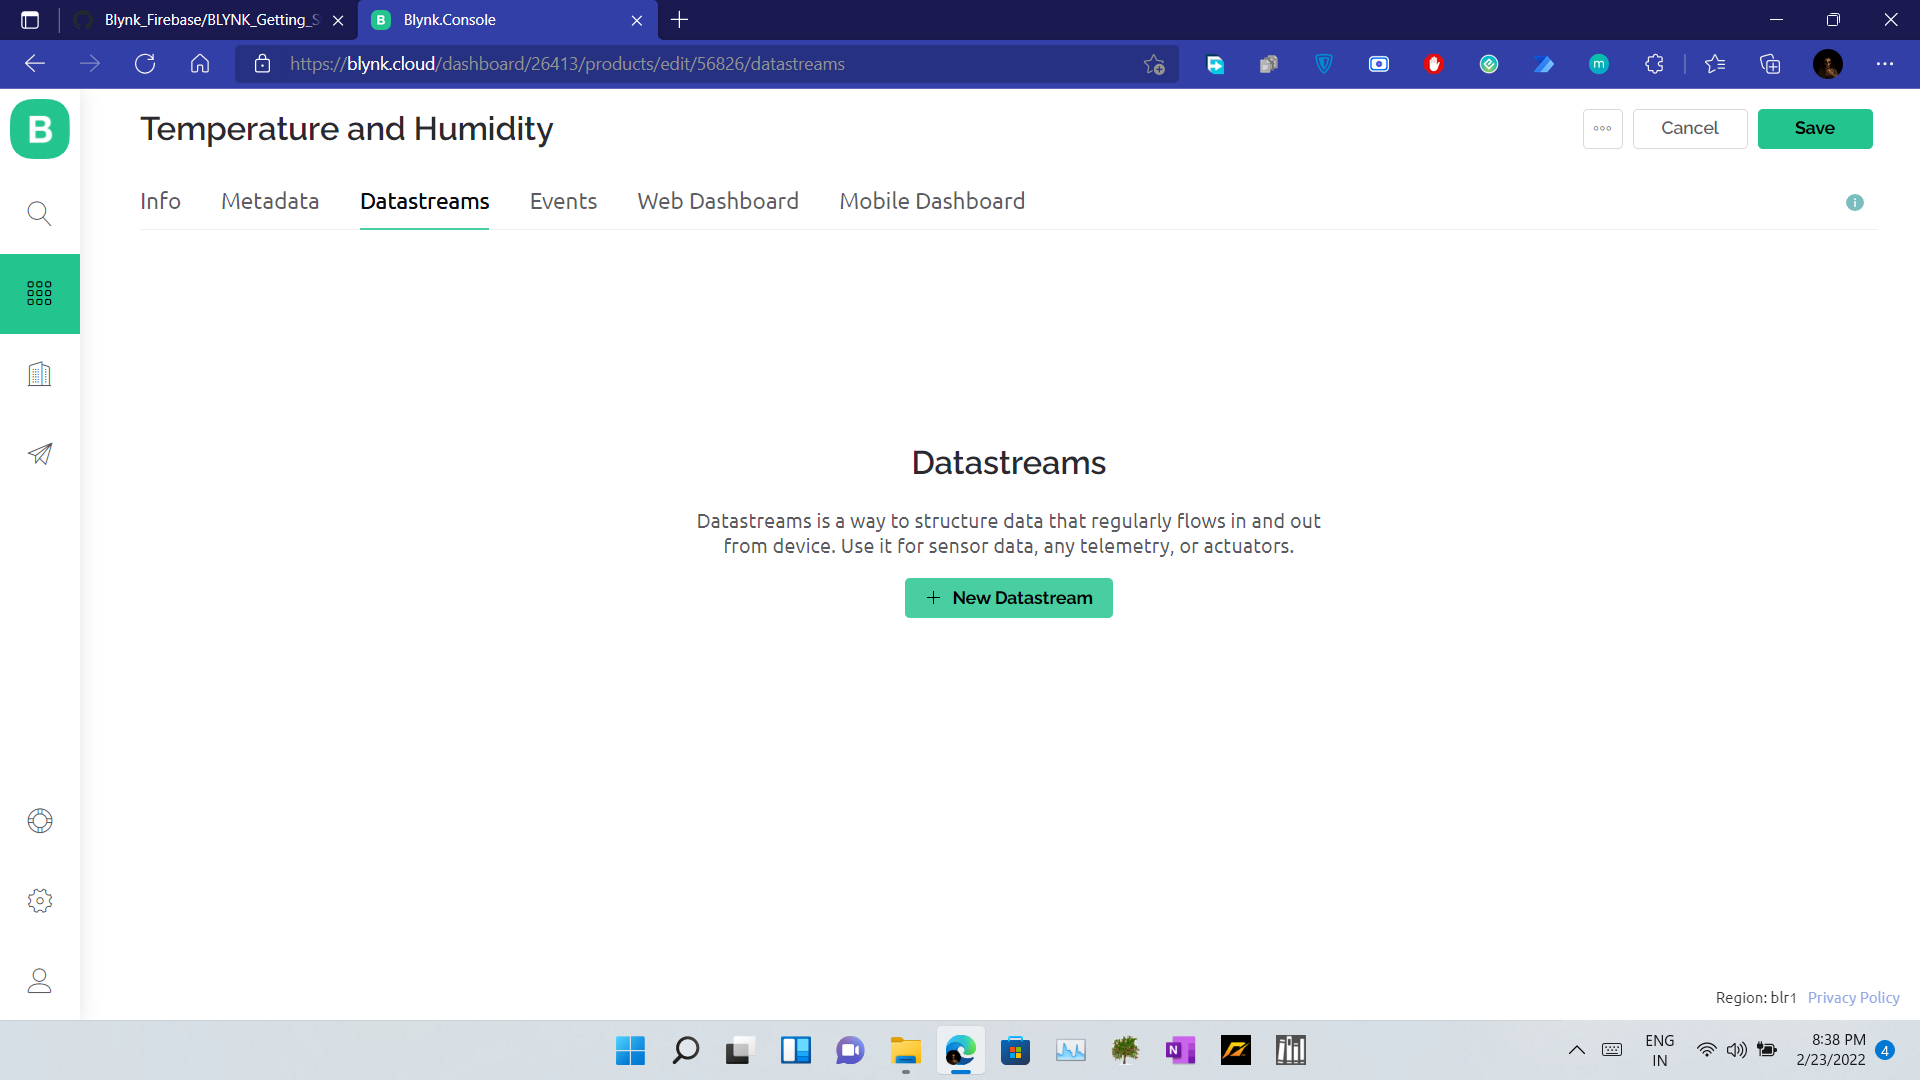 Blynk_Firebase/BLYNK_Getting_S
B Blynk.Console
https://blynk.cloud/dashboard/26413/products/edit/56826/datastreams
m
B
Temperature and Humidity
Cancel
Save
Info
Metadata
Datastreams
Events
Web Dashboard
Mobile Dashboard
i
Datastreams
Datastreams is a way to structure data that regularly flows in and out
from device. Use it for sensor data, any telemetry, or actuators.
+ New Datastream
Region: blr1 Privacy Policy
N
ENG
IN
8:38 PM
2/23/2022
4